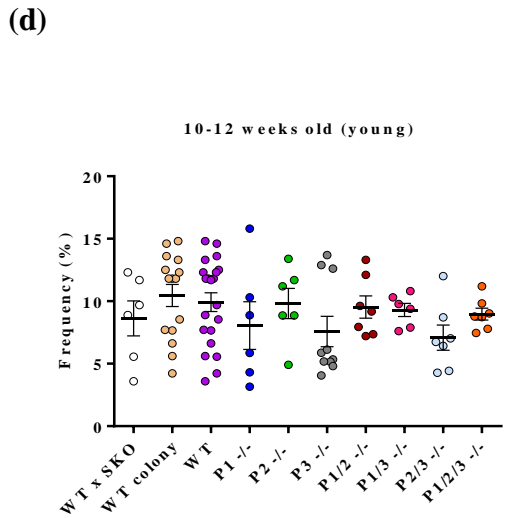 (d)
10-12 weeks old (young)
Frequency (%)
20
15
10
5
0
WT x SKO
WT colony
WT
P1 -/-
P2 -/-
P3 -/-
P1/2 -/-
P1/3 -/-
P2/3 -/-
P1/2/3 -/-